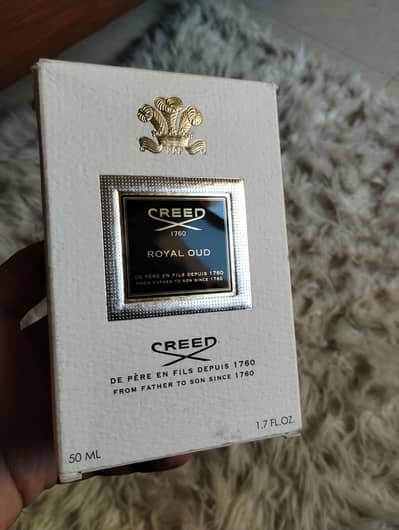 CREED
1760
ROYAL OUD
DE PÈRE EN FILS DEPUIS 1760
FROM FATHER TO SON SINCE 1760
CREED
DE PÈRE EN FILS DEPUIS 1760
FROM FATHER TO SON SINCE 1760
50 ML 1.7 FL.OZ.